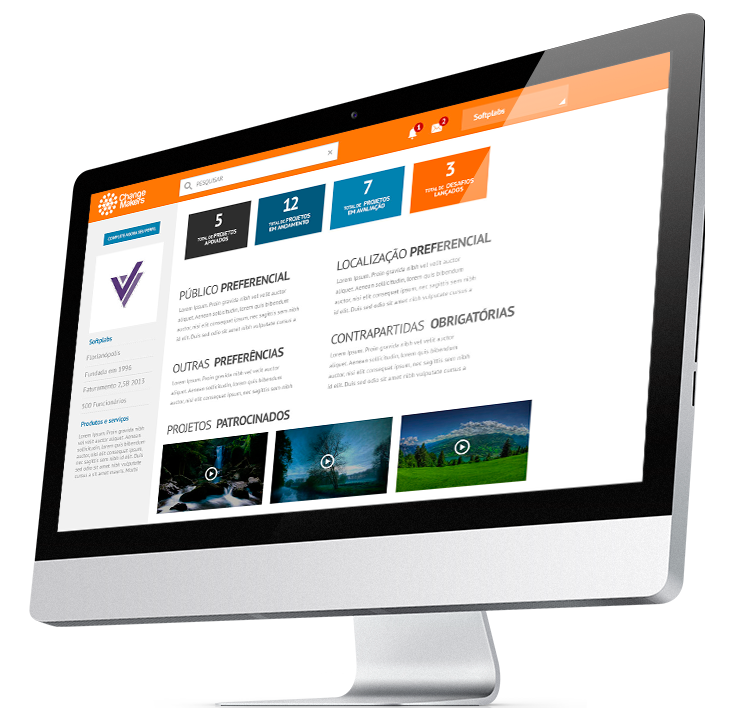 Change
Makers
PESQUISAR
1
2
Softplabs
5
TOTAL DE PROJETOS
APOIADOS
12
TOTAL DE PROJETOS
EM ANDAMENTO
7
TOTAL DE PROJETOS
EM AVALIAÇÃO
3
TOTAL DE DESAFIOS
LANÇADOS
COMPLETE AGORA SEU PERFIL
Softplabs
Florianópolis
Fundada em 1996
Faturamento 2,5B 2013
500 Funcionários
Produtos e serviços
Lorem Ipsum. Proin gravida
nibh vel velit auctor
aliquet. Aenean
sollicitudin, lorem quis bibendum
auctor, nisi elit consequat ipsum,
nec sagittis sem nibh id elit. Duis
sed odio sit amet nibh vulputate
cursus a sit amet mauris. Morbi
PÚBLICO PREFERENCIAL
Lorem Ipsum. Proin gravida nibh vel velit auctor
aliquet. Aenean sollicitudin, lorem quis bibendum
auctor, nisi elit consequat ipsum, nec sagittis sem nibh
id elit. Duis sed odio sit amet nibh vulputate cursus a
LOCALIZAÇÃO PREFERENCIAL
Lorem Ipsum. Proin gravida nibh vel velit auctor
aliquet. Aenean sollicitudin, lorem quis bibendum
auctor, nisi elit consequat ipsum, nec sagittis sem nibh
id elit. Duis sed odio sit amet nibh vulputate cursus a
OUTRAS PREFERÊNCIAS
Lorem Ipsum. Proin gravida nibh vel velit auctor
aliquet. Aenean sollicitudin, lorem quis bibendum
auctor, nisi elit consequat ipsum, nec sagittis sem nibh
CONTRAPARTIDAS OBRIGATÓRIAS
Lorem Ipsum. Proin gravida nibh vel velit auctor
aliquet. Aenean sollicitudin, lorem quis bibendum
auctor, nisi elit consequat ipsum, nec sagittis sem nibh
id elit. Duis sed odio sit amet nibh vulputate cursus a
PROJETOS PATROCINADOS